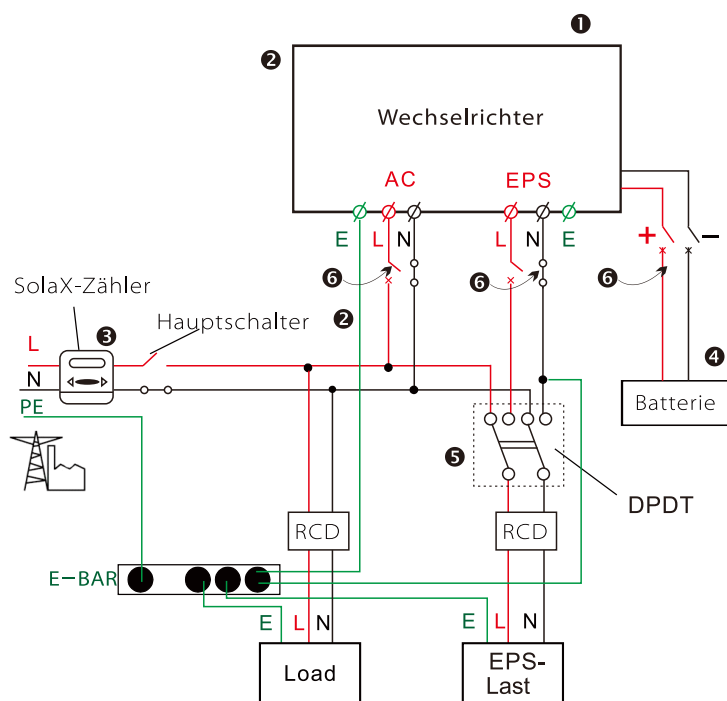 ❶
❷
Wechselrichter
AC
EPS
E
L
N
L
N
E
+
−
❻
❻
❻
SolaX-Zähler
❷
❸
Hauptschalter
L
N
PE
❹
Batterie
❺
DPDT
RCD
RCD
E-BAR
E
L
N
E
L
N
Load
EPS-
Last